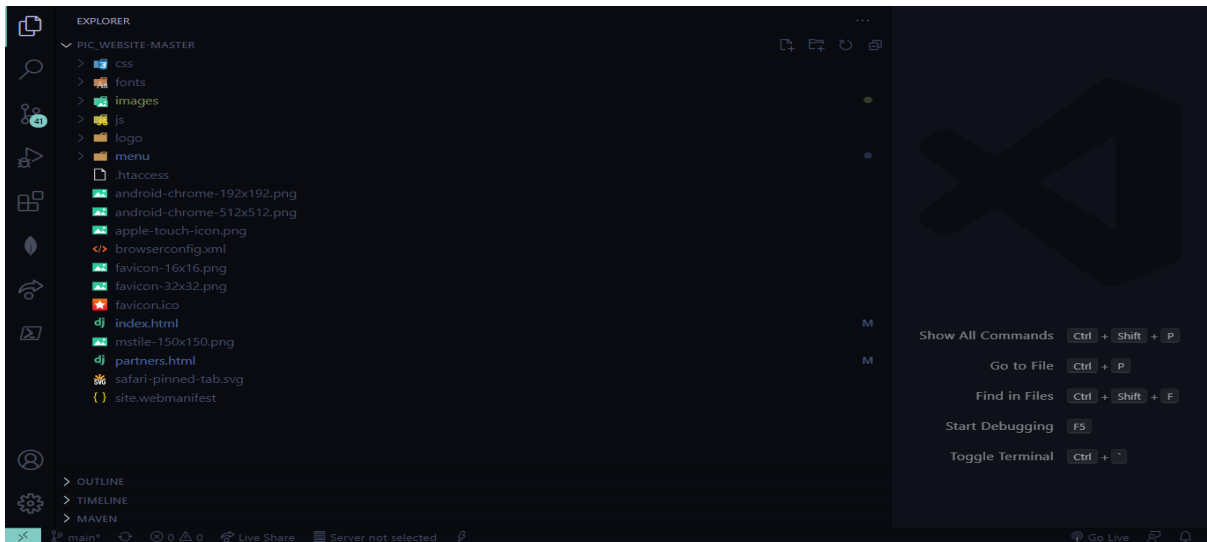 EXPLORER
PIC_WEBSITE-MASTER
css
fonts
images
js
41
logo
menu
.htaccess
android-chrome-192x192.png
android-chrome-512x512.png
apple-touch-icon.png
browserconfig.xml
favicon-16x16.png
favicon-32x32.png
favicon.ico
dj index.html M
mstile-150x150.png
dj partners.html M
SVG safari-pinned-tab.svg
{ } site.webmanifest
OUTLINE
TIMELINE
MAVEN
Show All Commands Ctrl + Shift + P
Go to File Ctrl + P
Find in Files Ctrl + Shift + F
Start Debugging F5
Toggle Terminal Ctrl + `
main* 0 0 Live Share Server not selected Go Live